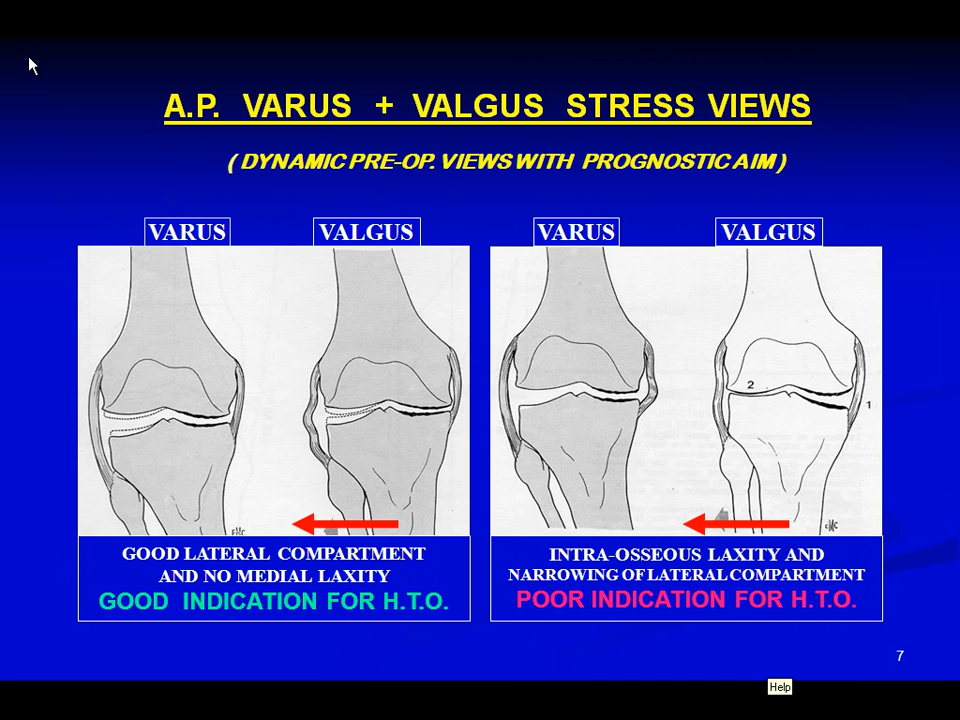 A.P. VARUS + VALGUS STRESS VIEWS
( DYNAMIC PRE-OP. VIEWS WITH PROGNOSTIC AIM )
VARUS VALGUS VARUS VALGUS
2
1
GOOD LATERAL COMPARTMENT
AND NO MEDIAL LAXITY
GOOD INDICATION FOR H.T.O.
INTRA-OSSEOUS LAXITY AND
NARROWING OF LATERAL COMPARTMENT
POOR INDICATION FOR H.T.O.
7
Help